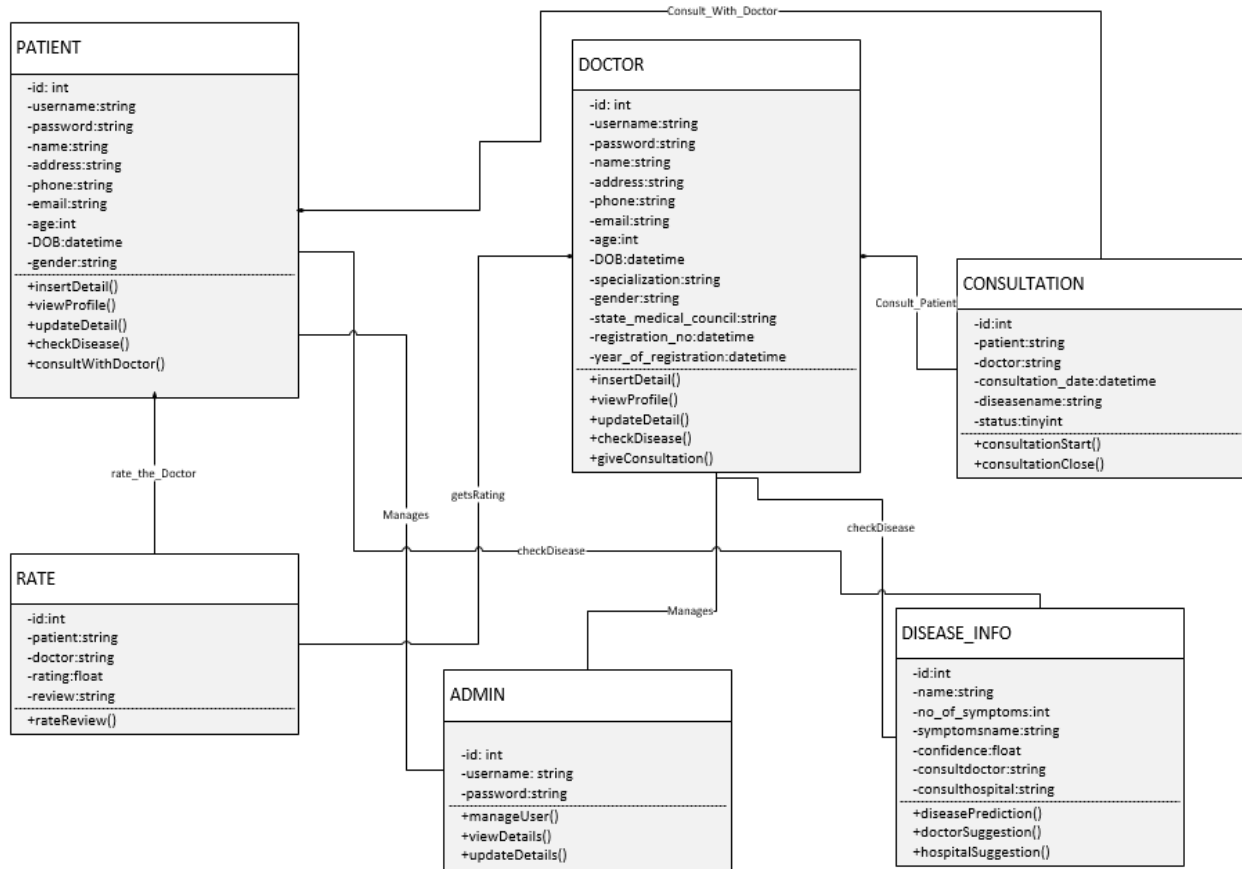 Consult_With_Doctor
PATIENT
-id: int
-username:string
-password:string
-name:string
-address:string
-phone:string
-email:string
-age:int
-DOB:datetime
-gender:string
+insertDetail()
+viewProfile()
+updateDetail()
+checkDisease()
+consultWithDoctor()
DOCTOR
-id: int
-username:string
-password:string
-name:string
-address:string
-phone:string
-email:string
-age:int
-DOB:datetime
-specialization:string
-gender:string
-state_medical_council:string
-registration_no:datetime
-year_of_registration:datetime
+insertDetail()
+viewProfile()
+updateDetail()
+checkDisease()
+giveConsultation()
Consult_Patient
CONSULTATION
-id:int
-patient:string
-doctor:string
-consultation_date:datetime
-diseasename:string
-status:tinyint
+consultationStart()
+consultationClose()
rate_the_Doctor
Manages
getsRating
checkDisease
checkDisease
Manages
RATE
-id:int
-patient:string
-doctor:string
-rating:float
-review:string
+rateReview()
ADMIN
-id: int
-username: string
-password:string
+manageUser()
+viewDetails()
+updateDetails()
DISEASE_INFO
-id:int
-name:string
-no_of_symptoms:int
-symptomsname:string
-confidence:float
-consultdoctor:string
-consulthospital:string
+diseasePrediction()
+doctorSuggestion()
+hospitalSuggestion()